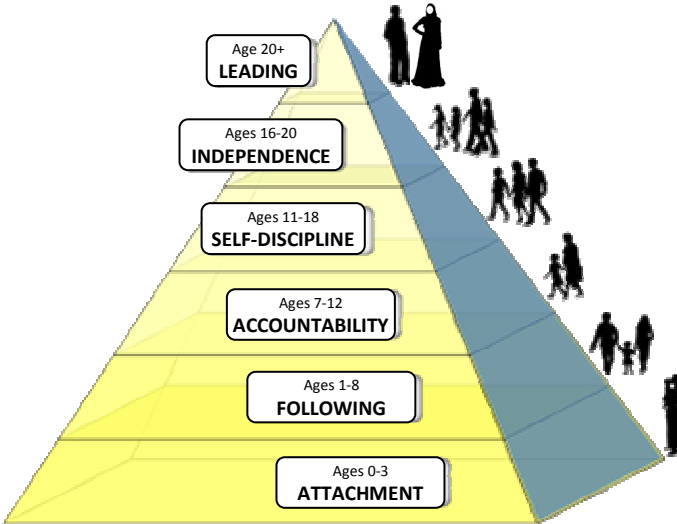 Age 20+
LEADING
Ages 16-20
INDEPENDENCE
Ages 11-18
SELF-DISCIPLINE
Ages 7-12
ACCOUNTABILITY
Ages 1-8
FOLLOWING
Ages 0-3
ATTACHMENT